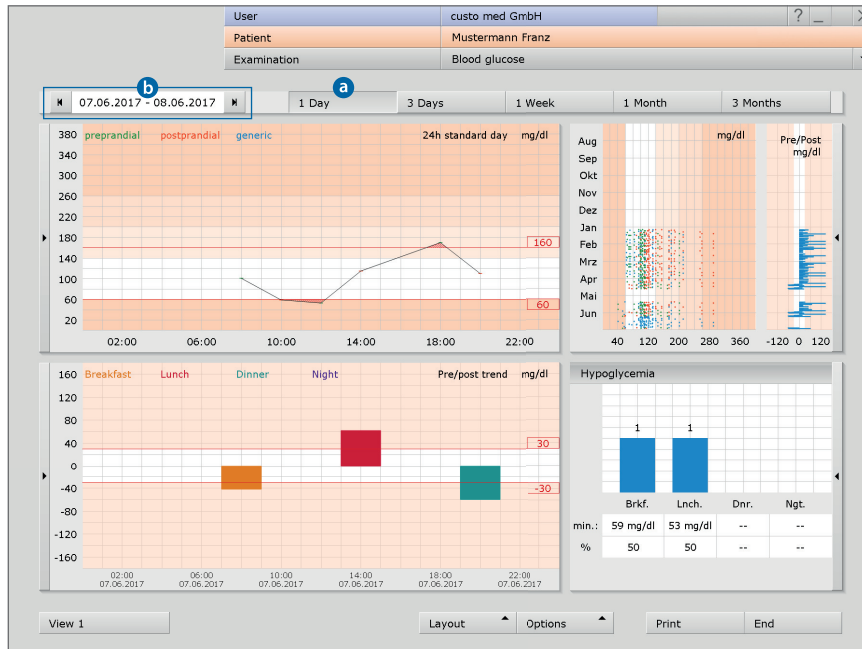 User custo med GmbH ? _ X
Patient Mustermann Franz
Examination Blood glucose
b a
07.06.2017 - 08.06.2017 1 Day 3 Days 1 Week 1 Month 3 Months
preprandial postprandial generic 24h standard day mg/dl
380
340
300
260
220
180
140
100
60
20
160
60
02:00 06:00 10:00 14:00 18:00 22:00
mg/dl Pre/Post
mg/dl
Aug
Sep
Okt
Nov
Dez
Jan
Feb
Mrz
Apr
Mai
Jun
40 120 200 280 360 -120 0 120
Breakfast Lunch Dinner Night Pre/post trend mg/dl
160
120
80
40
0
-40
-80
-120
-160
30
-30
02:00 06:00 10:00 14:00 18:00 22:00
07.06.2017 07.06.2017 07.06.2017 07.06.2017 07.06.2017 07.06.2017
Hypoglycemia
1 1
Brkf. Lnch. Dnr. Ngt.
min.: 59 mg/dl 53 mg/dl -- --
% 50 50 -- --
View 1 Layout Options Print End